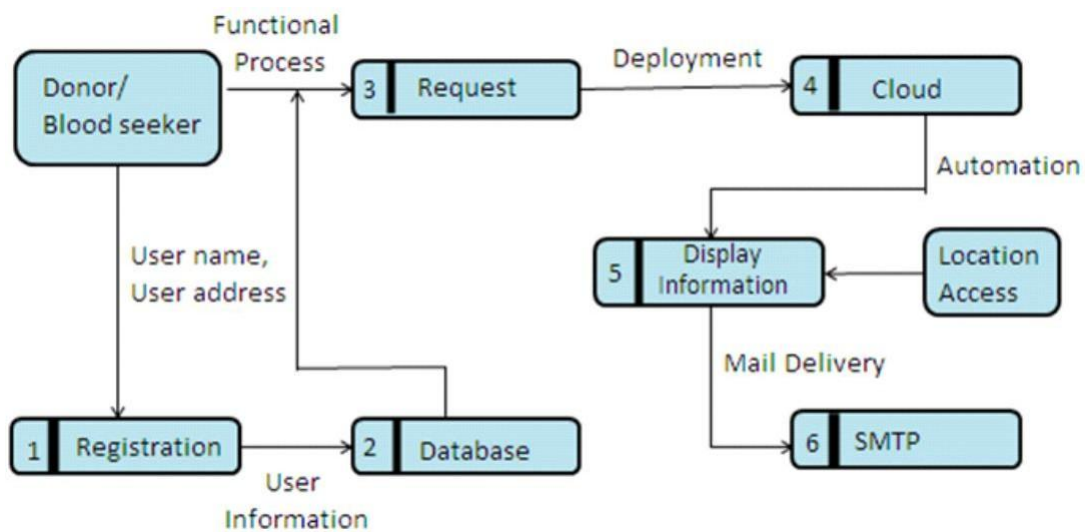 Functional
Process
Donor/
Blood seeker
3 Request
Deployment
4 Cloud
Automation
User name,
User address
5 Display
Information
Location
Access
Mail Delivery
1 Registration
User
Information
2 Database
6 SMTP